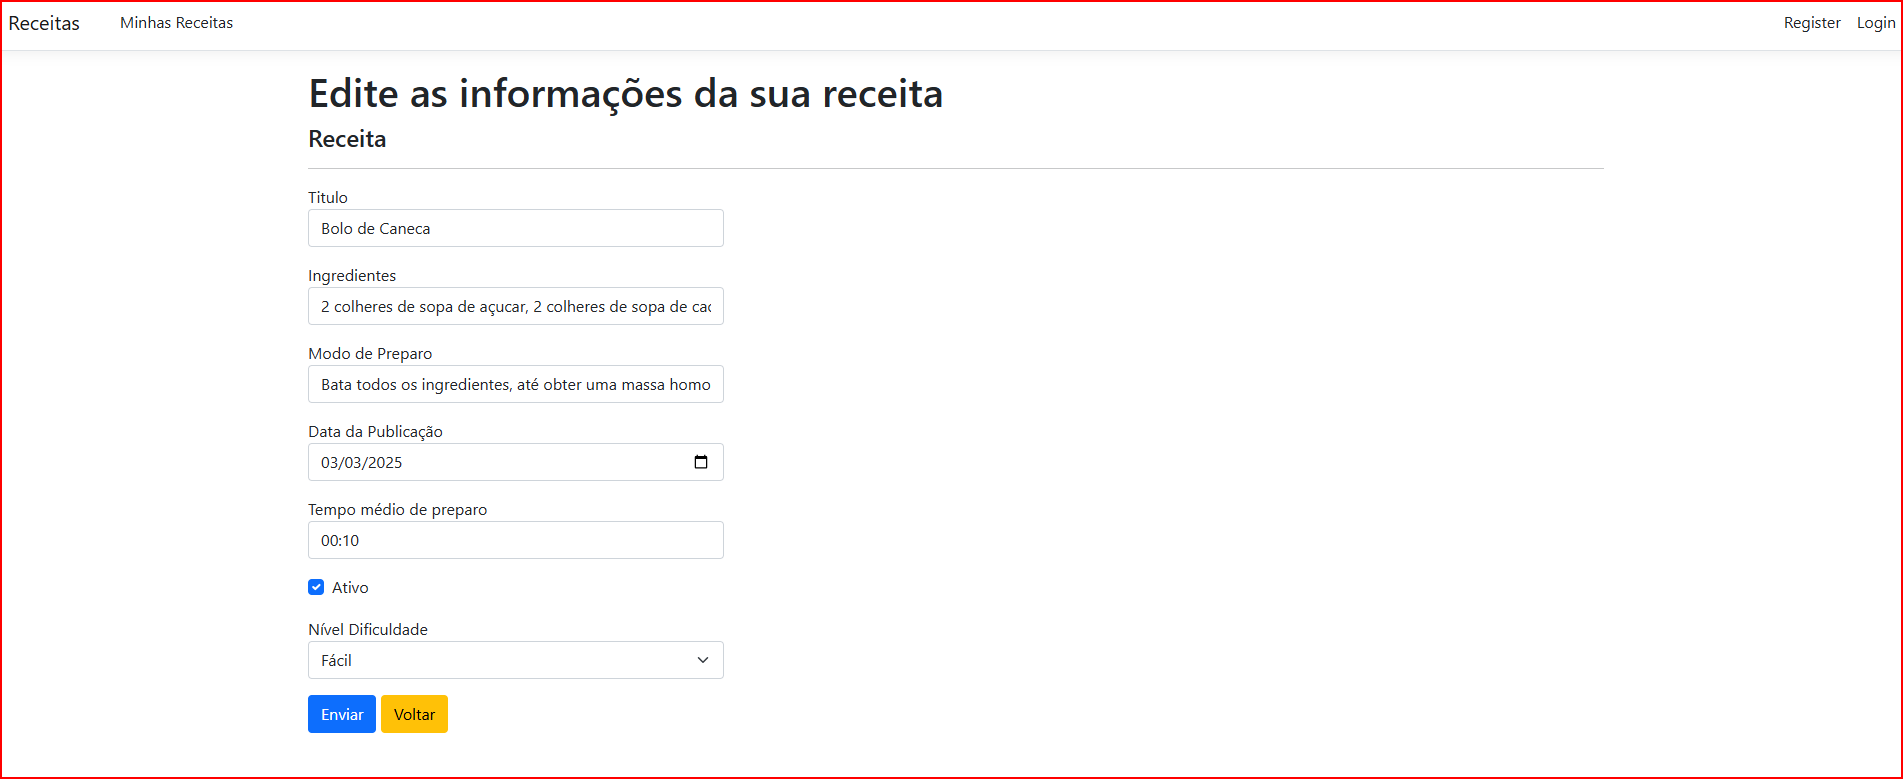 Receitas Minhas Receitas Register Login
Edite as informações da sua receita
Receita
Titulo
Bolo de Caneca
Ingredientes
2 colheres de sopa de açucar, 2 colheres de sopa de
Modo de Preparo
Bata todos os ingredientes, até obter uma massa homo
Data da Publicação
03/03/2025
Tempo médio de preparo
00:10
Ativo
Nível Dificuldade
Fácil
Enviar Voltar